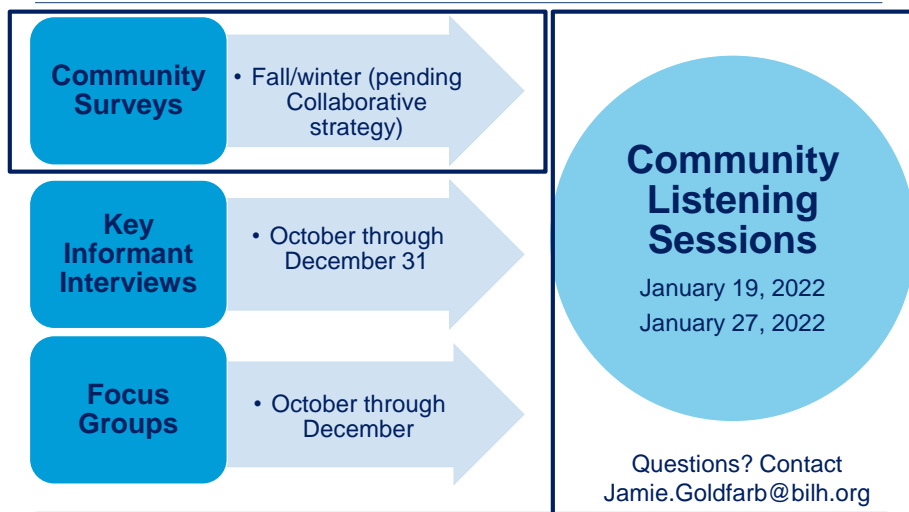 Community
Surveys
• Fall/winter (pending
Collaborative
strategy)
Key
Informant
Interviews
• October through
December 31
Focus
Groups
• October through
December
Community
Listening
Sessions
January 19, 2022
January 27, 2022
Questions? Contact
Jamie.Goldfarb@bilh.org